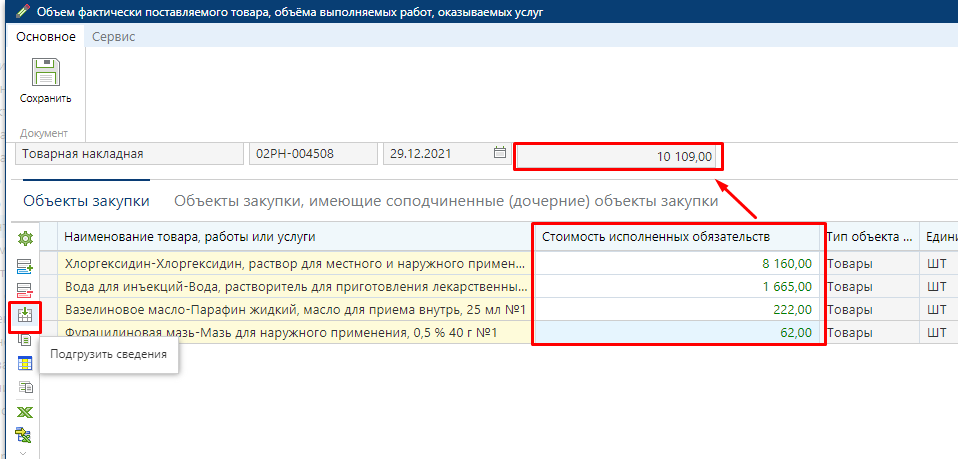 Объем фактически поставляемого товара, объёма выполняемых работ, оказываемых услуг
Основное Сервис
Сохранить
Документ
Товарная накладная 02РН-004508 29.12.2021 10 109,00
Объекты закупки Объекты закупки, имеющие соподчиненные (дочерние) объекты закупки
Наименование товара, работы или услуги Стоимость исполненных обязательств Тип объекта ... Едини
Хлоргексидин-Хлоргексидин, раствор для местного и наружного примен... 8 160,00 Товары ШТ
Вода для инъекций-Вода, растворитель для приготовления лекарственны... 1 665,00 Товары ШТ
Вазелиновое масло-Парафин жидкий, масло для приема внутрь, 25 мл №1 222,00 Товары ШТ
Фурацилиновая мазь-Мазь для наружного применения, 0,5 % 40 г №1 62,00 Товары ШТ
Подгрузить сведения